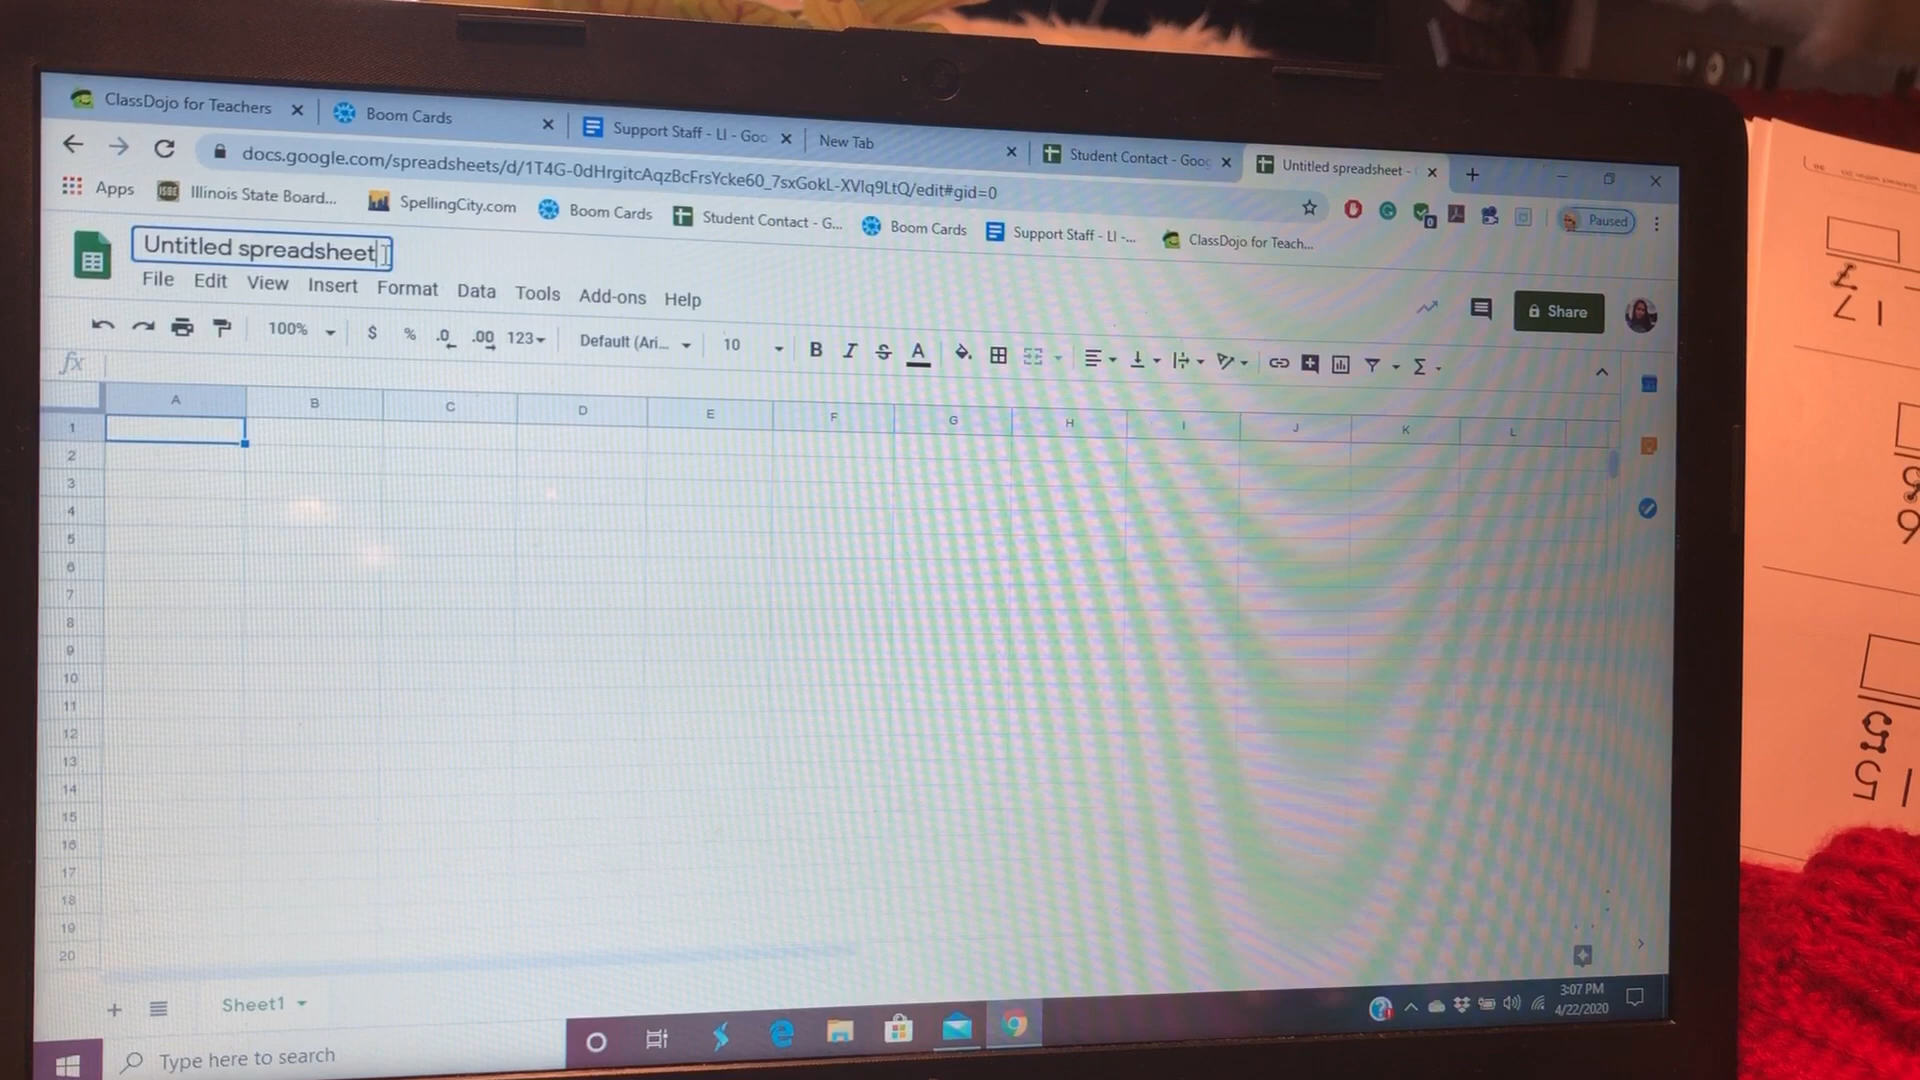 ClassDojo for Teachers
Boom Cards
Support Staff - LI - Goo
New Tab
Student Contact - Goog
Untitled spreadsheet -
docs.google.com/spreadsheets/d/1T4G-0dHrgitcAqzBcFrsYcke60_7sxGokL-XVlq9LtQ/edit#gid=0
Paused
Apps
ISBE
Illinois State Board...
SpellingCity.com
Boom Cards
Student Contact - G...
Boom Cards
Support Staff - LI -...
ClassDojo for Teach...
Untitled spreadsheet
File Edit View Insert Format Data Tools Add-ons Help
Share
100% $ % .0 .00 123 Default (Ari... 10 B I S A
fx
A B C D E F G H I J K L
1
2
3
4
5
6
7
8
9
10
11
12
13
14
15
16
17
18
19
20
Sheet1
Type here to search
3:07 PM
4/22/2020